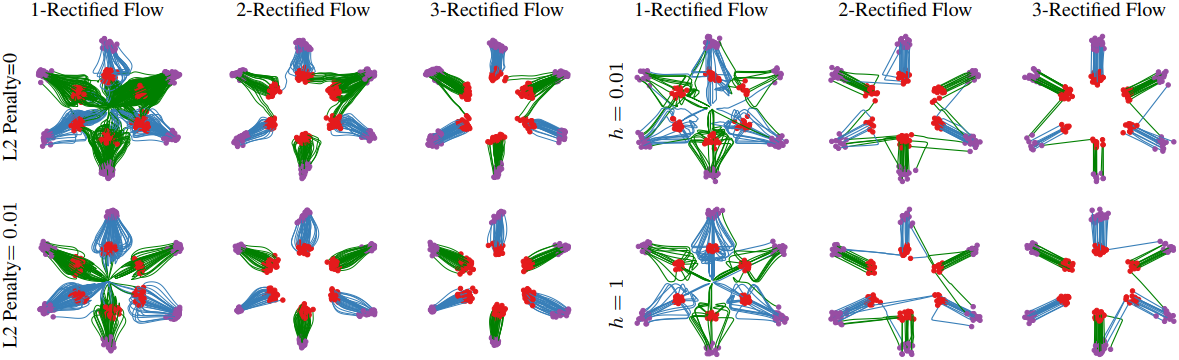 1-Rectified Flow 2-Rectified Flow 3-Rectified Flow 1-Rectified Flow 2-Rectified Flow 3-Rectified Flow
L2 Penalty=0
h = 0.01
L2 Penalty= 0.01
h = 1